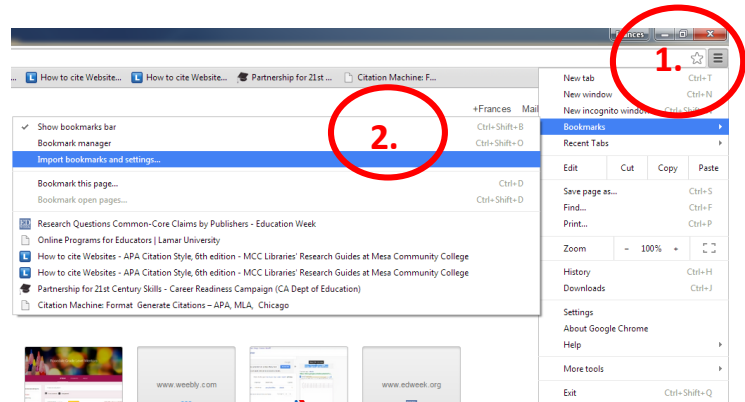 Frances
1.
... How to cite Website... How to cite Website... Partnership for 21st ... Citation Machine: F...
+Frances Mail
New tab Ctrl+T
New window Ctrl+N
New incognito window Ctrl+Shift+N
Bookmarks
Recent Tabs
Edit Cut Copy Paste
Save page as... Ctrl+S
Find... Ctrl+F
Print... Ctrl+P
Zoom - 100% +
History Ctrl+H
Downloads Ctrl+J
Settings
About Google Chrome
Help
More tools
Exit Ctrl+Shift+Q
2.
Show bookmarks bar Ctrl+Shift+B
Bookmark manager Ctrl+Shift+O
Import bookmarks and settings...
Bookmark this page... Ctrl+D
Bookmark open pages... Ctrl+Shift+D
Research Questions Common-Core Claims by Publishers - Education Week
Online Programs for Educators | Lamar University
How to cite Websites - APA Citation Style, 6th edition - MCC Libraries' Research Guides at Mesa Community College
How to cite Websites - APA Citation Style, 6th edition - MCC Libraries' Research Guides at Mesa Community College
Partnership for 21st Century Skills - Career Readiness Campaign (CA Dept of Education)
Citation Machine: Format Generate Citations – APA, MLA, Chicago
www.weebly.com
www.edweek.org